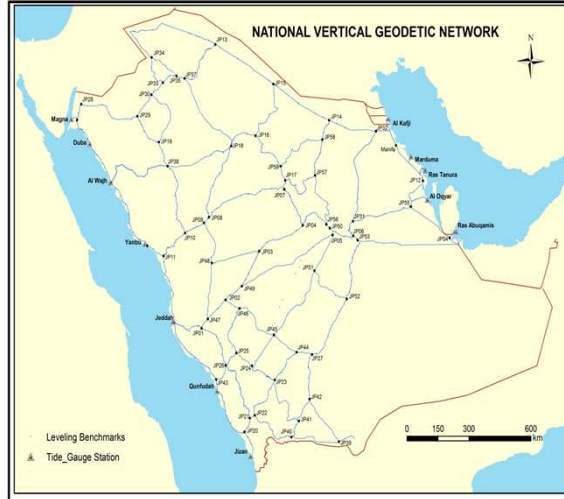 NATIONAL VERTICAL GEODETIC NETWORK
N
JP13
JP34
JP35
JP37
JP33
JP15
JP30
JP28
Magna
JP29
JP14
Al Kafji
JP32
Duba
JP19
JP18
JP16
JP58
Manifa
Marduma
JP38
JP59
JP17
JP57
Ras Tanura
JP12
Al Wajh
JP07
Al Oqyar
JP55
JP09
JP08
JP04
JP56
JP50
JP31
JP06
Ras Abuqamis
JP54
JP10
JP05
JP53
Yanbu
JP11
JP03
JP48
JP51
JP49
JP02
JP52
JP46
Jeddah
JP47
JP01
JP45
JP25
JP44
JP27
JP26
JP24
JP43
JP23
Qunfudah
JP42
JP21
JP22
JP41
JP20
JP40
JP39
Jizan
0 150 300 600
km
Leveling Benchmarks
Tide_Gauge Station